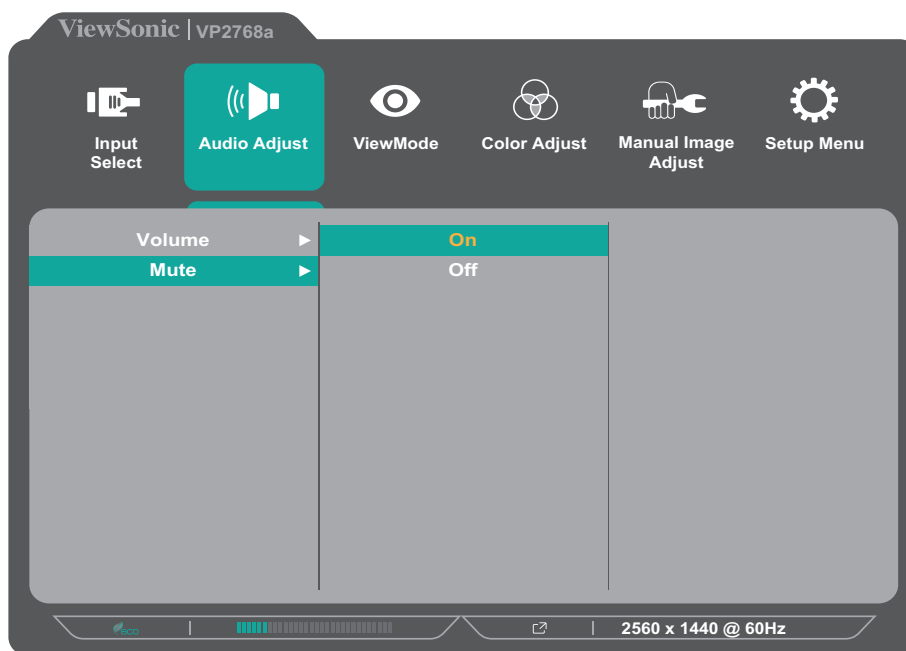 ViewSonic | VP2768a
Input Select
Audio Adjust
ViewMode
Color Adjust
Manual Image Adjust
Setup Menu
Volume
On
Mute
Off
eco
2560 x 1440 @ 60Hz